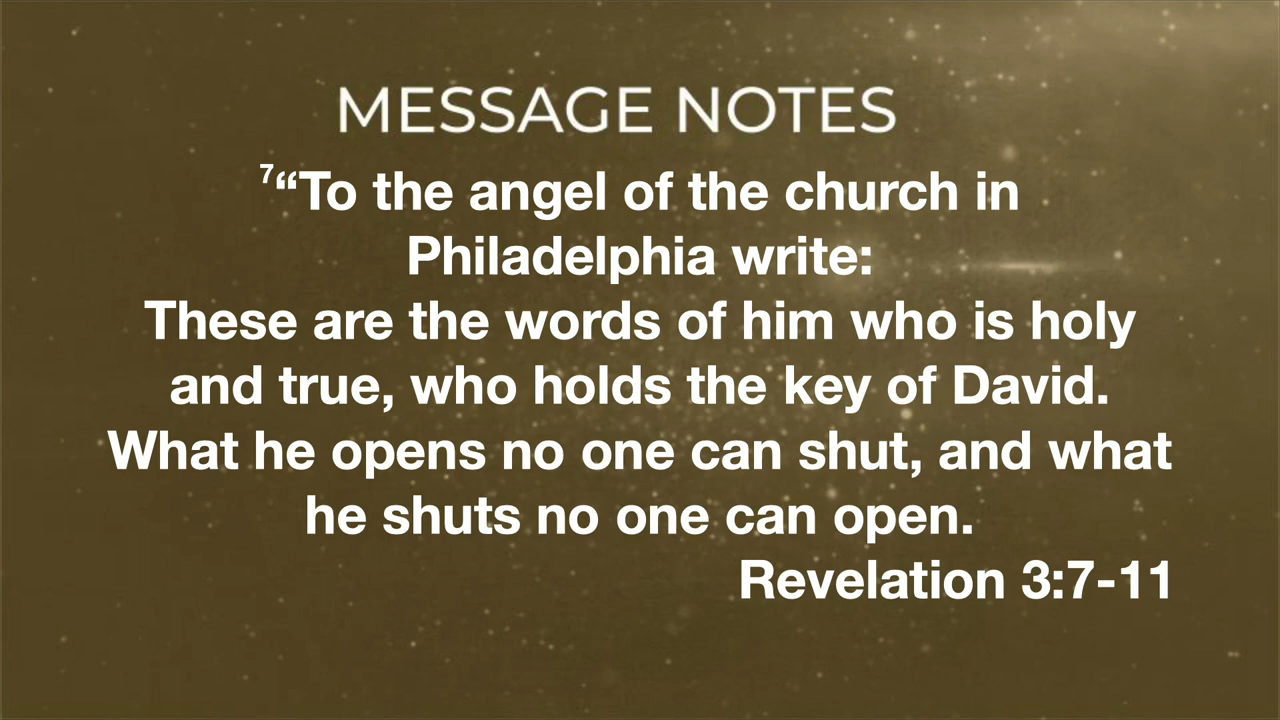 MESSAGE NOTES
⁷“To the angel of the church in
Philadelphia write:
These are the words of him who is holy
and true, who holds the key of David.
What he opens no one can shut, and what
he shuts no one can open.
Revelation 3:7-11